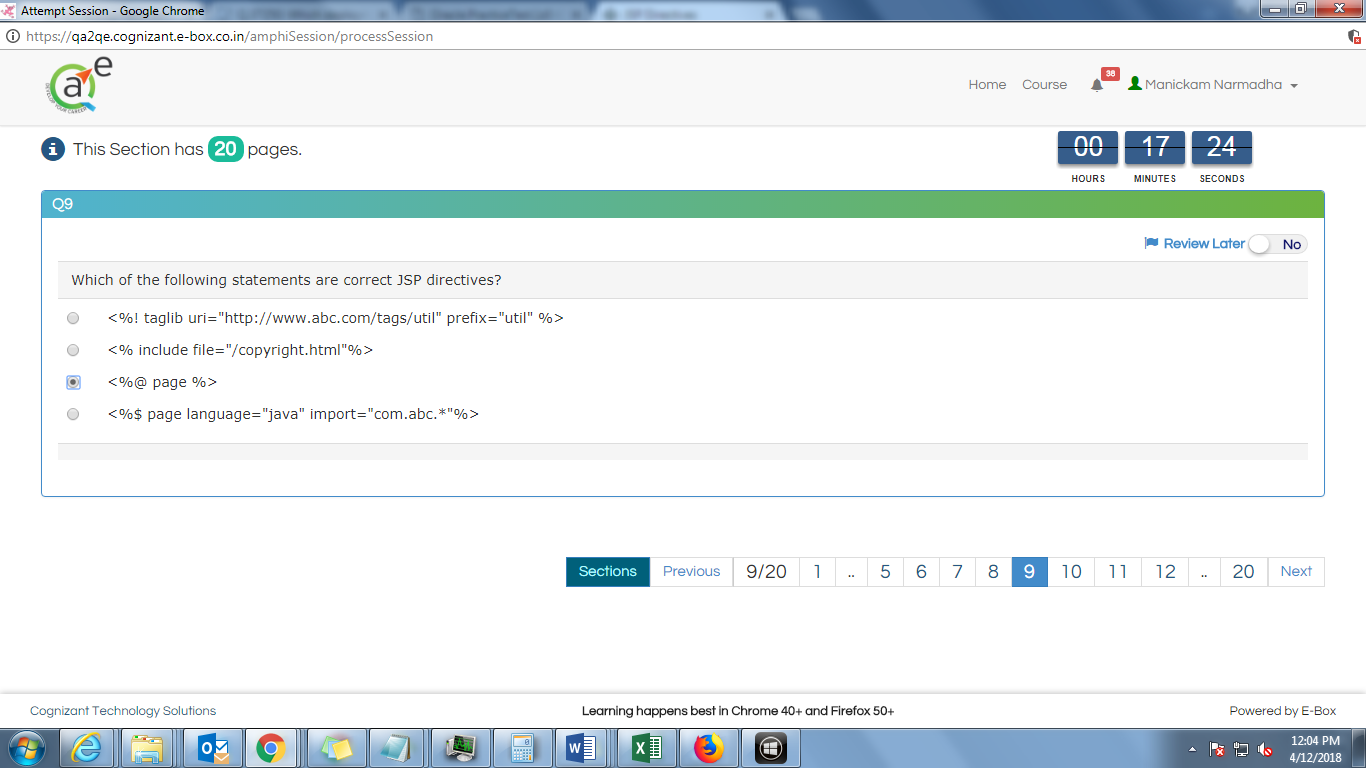 Attempt Session - Google Chrome
https://qa2qe.cognizant.e-box.co.in/amphiSession/processSession
a e
Home Course 38 Manickam Narmadha
This Section has 20 pages.
00 17 24
HOURS MINUTES SECONDS
Q9
Review Later No
Which of the following statements are correct JSP directives?
<%! taglib uri="http://www.abc.com/tags/util" prefix="util" %>
<% include file="/copyright.html"%>
<%@ page %>
<%$ page language="java" import="com.abc.*"%>
Sections Previous 9/20 1 .. 5 6 7 8 9 10 11 12 .. 20 Next
Cognizant Technology Solutions Learning happens best in Chrome 40+ and Firefox 50+ Powered by E-Box
12:04 PM
4/12/2018